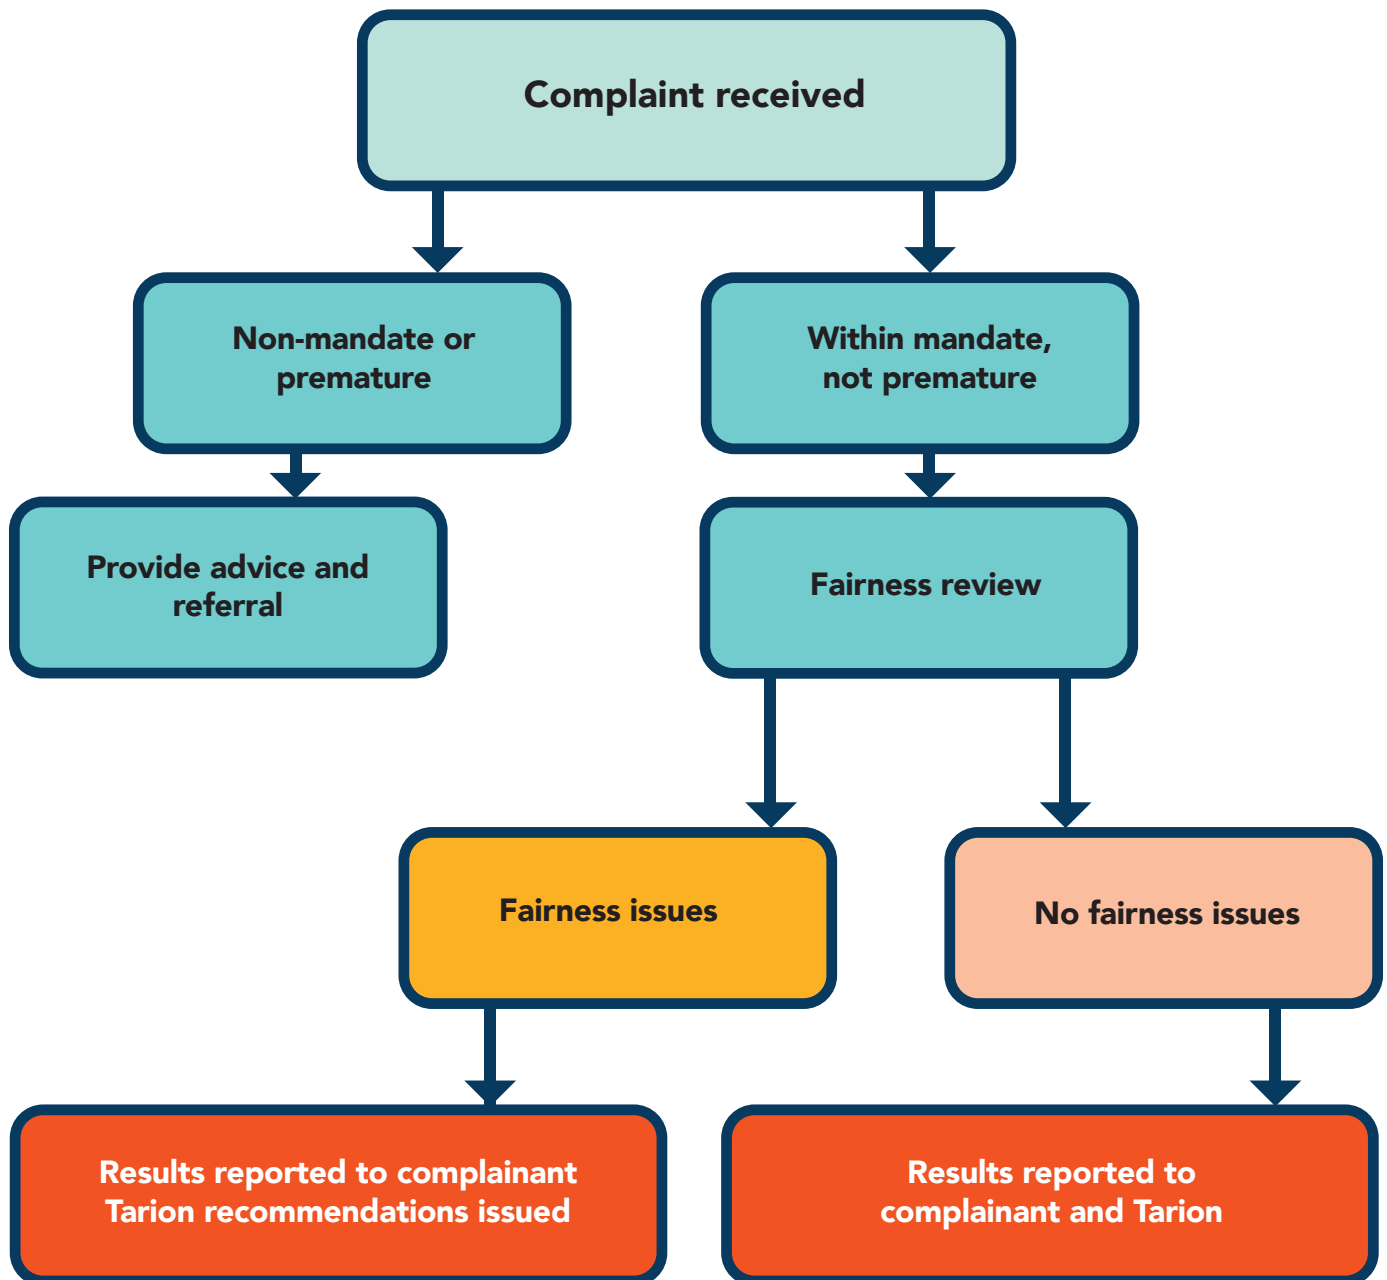 Complaint received
Non-mandate or
premature
Within mandate,
not premature
Provide advice and
referral
Fairness review
Fairness issues
No fairness issues
Results reported to complainant
Tarion recommendations issued
Results reported to
complainant and Tarion